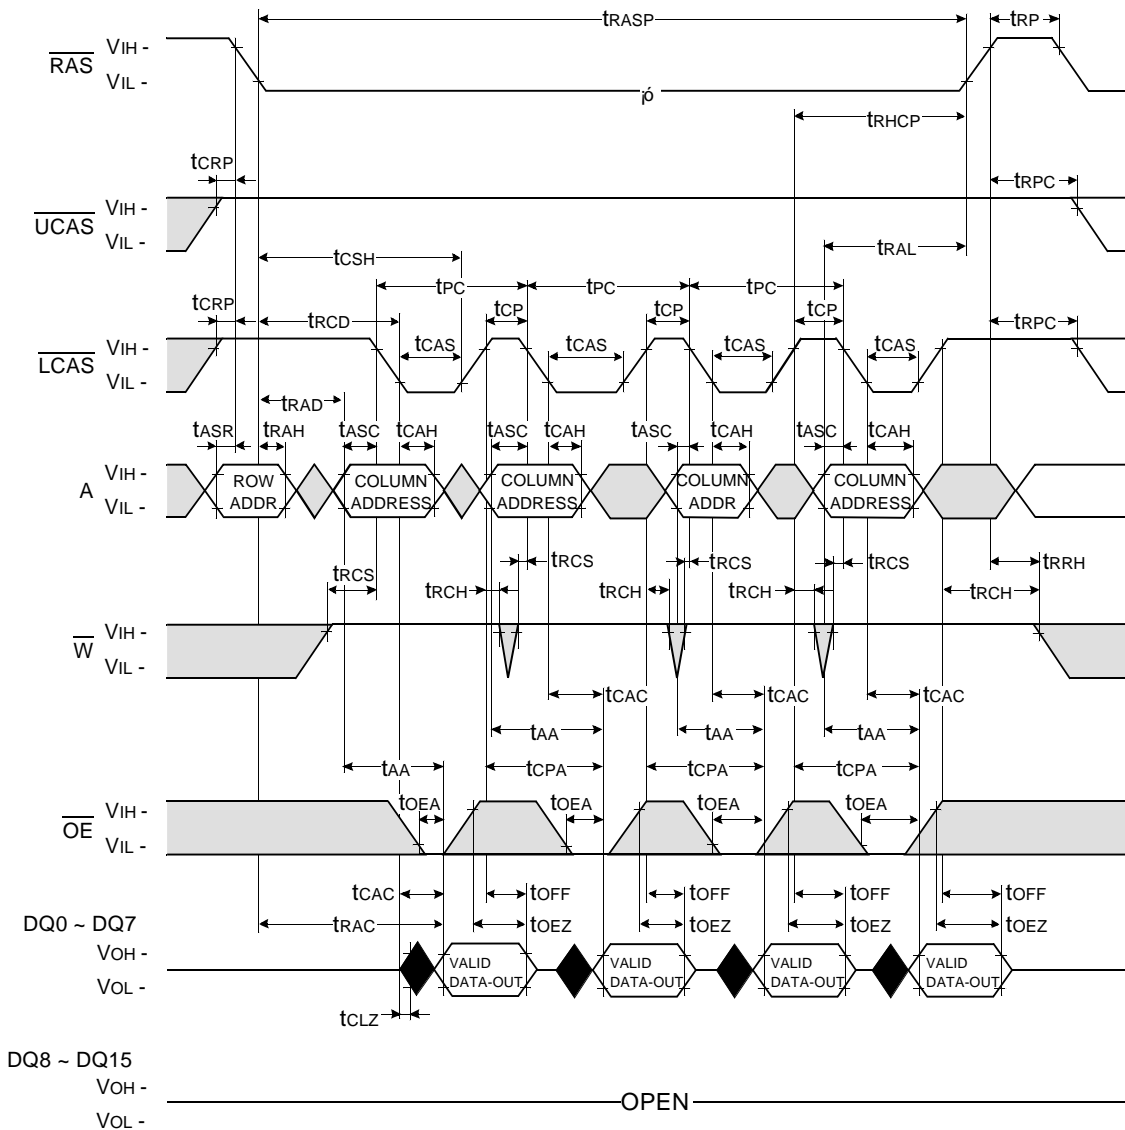 tRASP
tRP
RAS
VIH -
VIL -
¡ó
tRHCP
tCRP
tRPC
UCAS
VIH -
VIL -
tCSH
tRAL
tPC
tPC
tPC
tCRP
tRCD
tCP
tCP
tCP
tRPC
LCAS
VIH -
VIL -
tCAS
tCAS
tCAS
tCAS
tRAD
tASR
tRAH
tASC
tCAH
tASC
tCAH
tASC
tCAH
tASC
tCAH
A
VIH -
VIL -
ROW
ADDR
COLUMN
ADDRESS
COLUMN
ADDRESS
COLUMN
ADDR
COLUMN
ADDRESS
tRCS
tRCS
tRCS
tRCS
tRRH
tRCH
tRCH
tRCH
tRCH
W
VIH -
VIL -
tCAC
tCAC
tCAC
tAA
tAA
tAA
tAA
tCPA
tCPA
tCPA
tOEA
tOEA
tOEA
tOEA
OE
VIH -
VIL -
tCAC
tOFF
tOFF
tOFF
tOFF
tRAC
tOEZ
tOEZ
tOEZ
tOEZ
DQ0 ~ DQ7
VOH -
VOL -
VALID
DATA-OUT
VALID
DATA-OUT
VALID
DATA-OUT
VALID
DATA-OUT
tCLZ
DQ8 ~ DQ15
VOH -
VOL -
OPEN